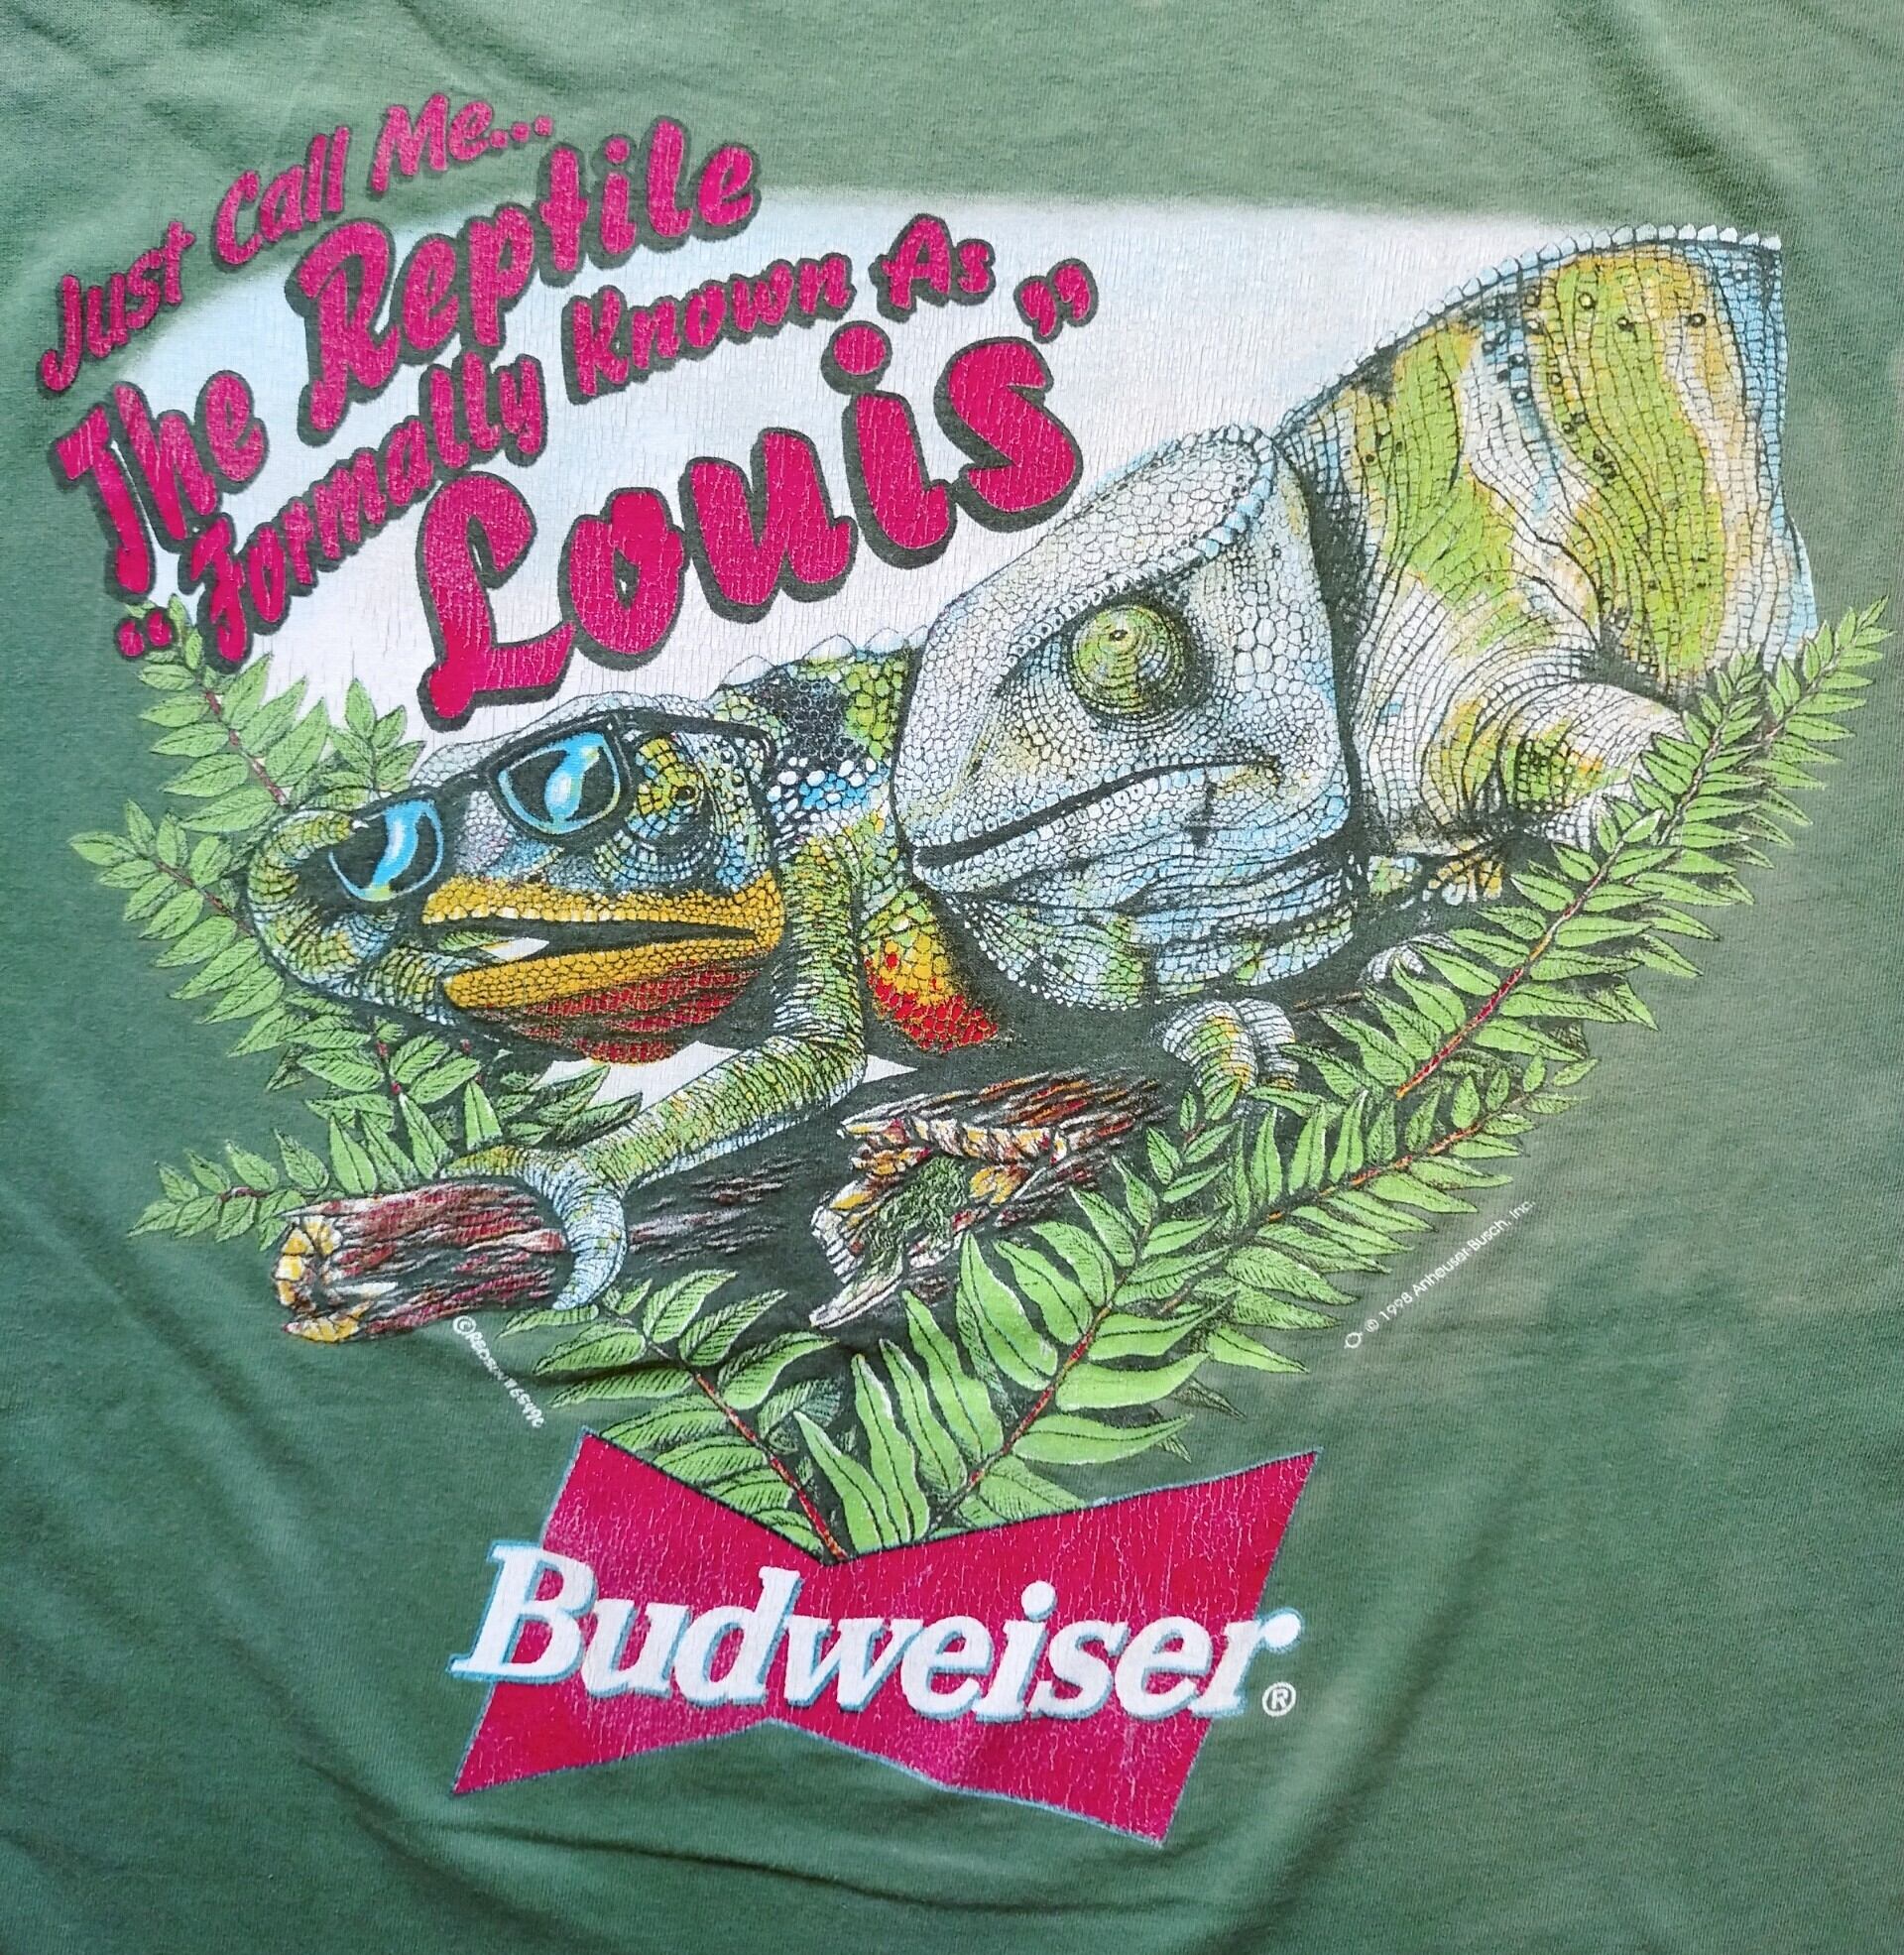 Just Call Me...
The Reptile
"Formally Known As
Louis"
© 1998 Anheuser Busch, Inc.
Budweiser®